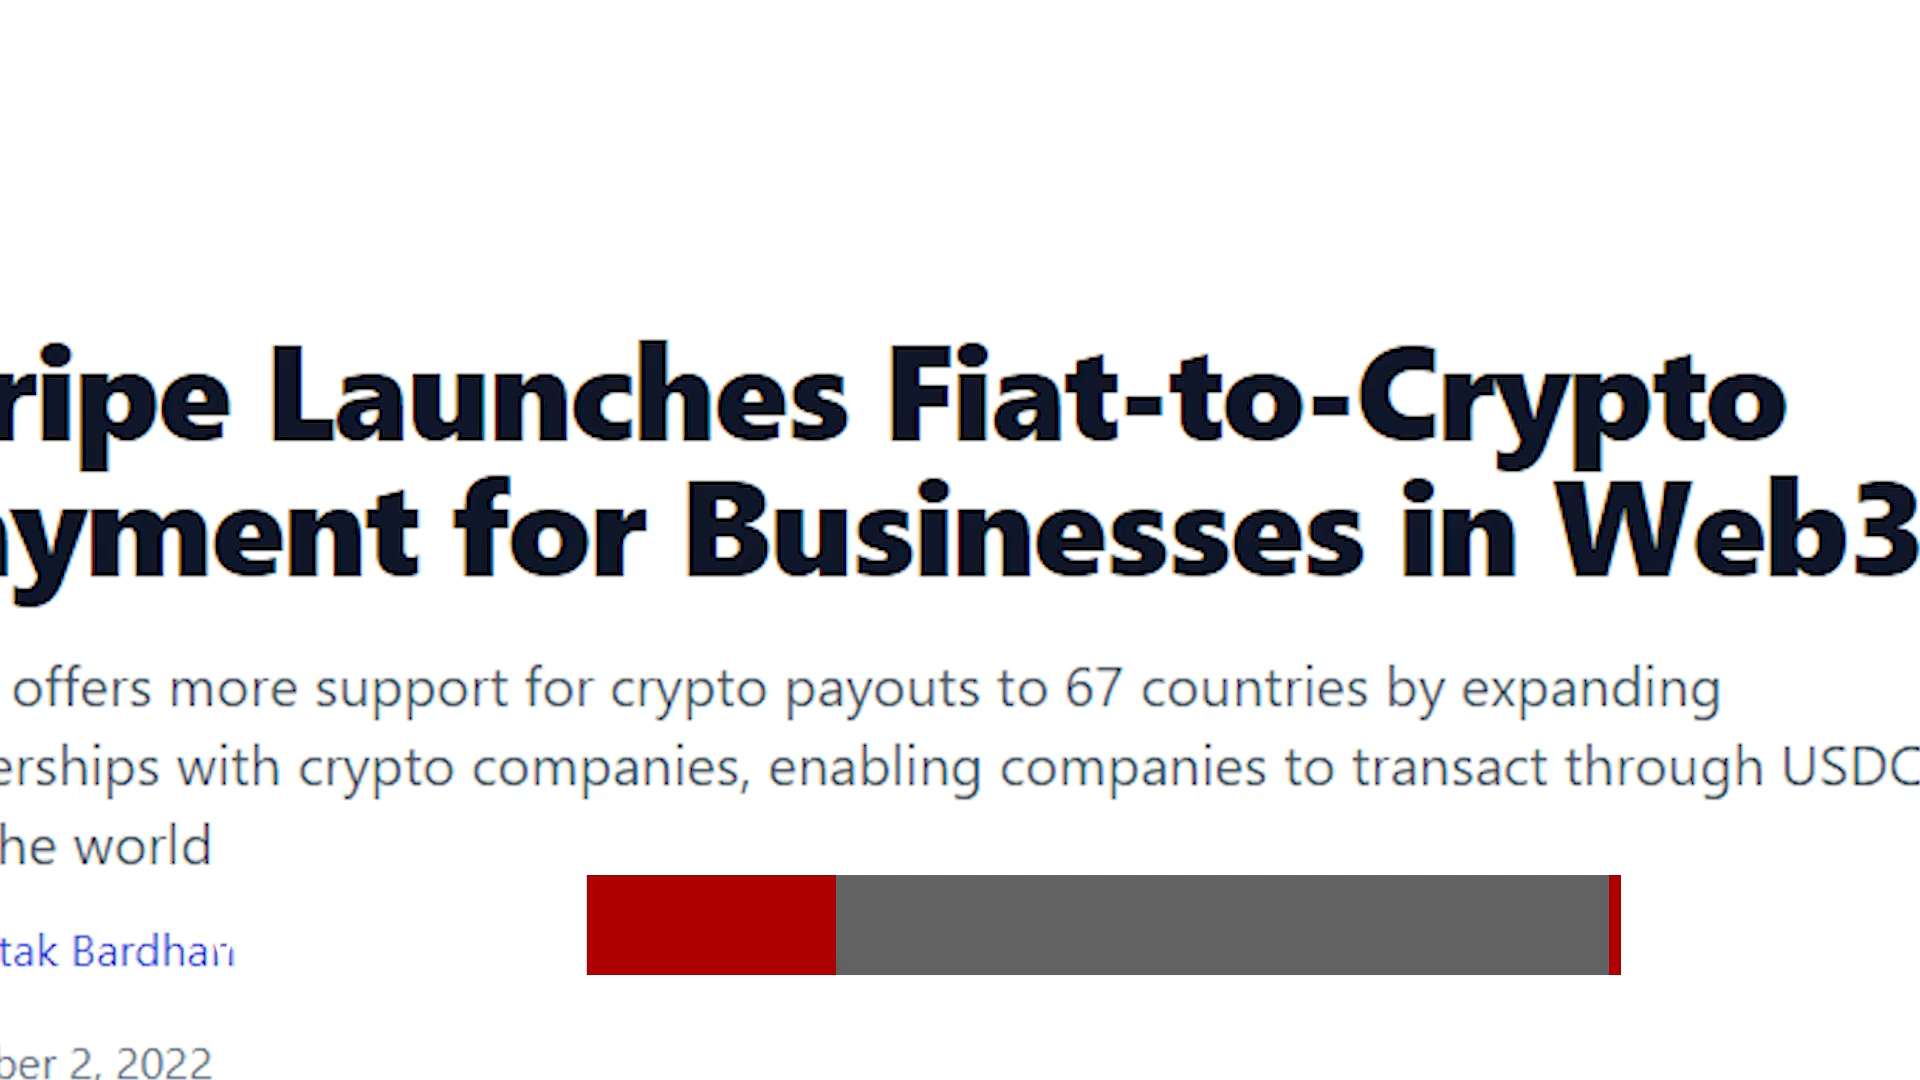 ripe Launches Fiat-to-Crypto
ayment for Businesses in Web3
offers more support for crypto payouts to 67 countries by expanding
erships with crypto companies, enabling companies to transact through USDC
he world
tak Bardhan
ber 2, 2022